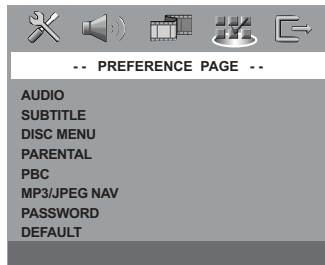 -- PREFERENCE PAGE --
AUDIO
SUBTITLE
DISC MENU
PARENTAL
PBC
MP3/JPEG NAV
PASSWORD
DEFAULT